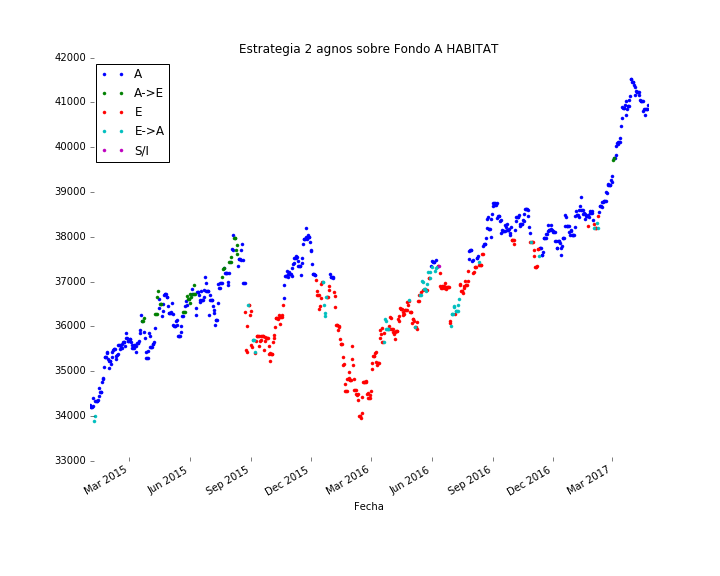 Estrategia 2 agnos sobre Fondo A HABITAT
42000
41000
40000
39000
38000
37000
36000
35000
34000
33000
A
A->E
E
E->A
S/I
Mar 2015
Jun 2015
Sep 2015
Dec 2015
Mar 2016
Jun 2016
Sep 2016
Dec 2016
Mar 2017
Fecha